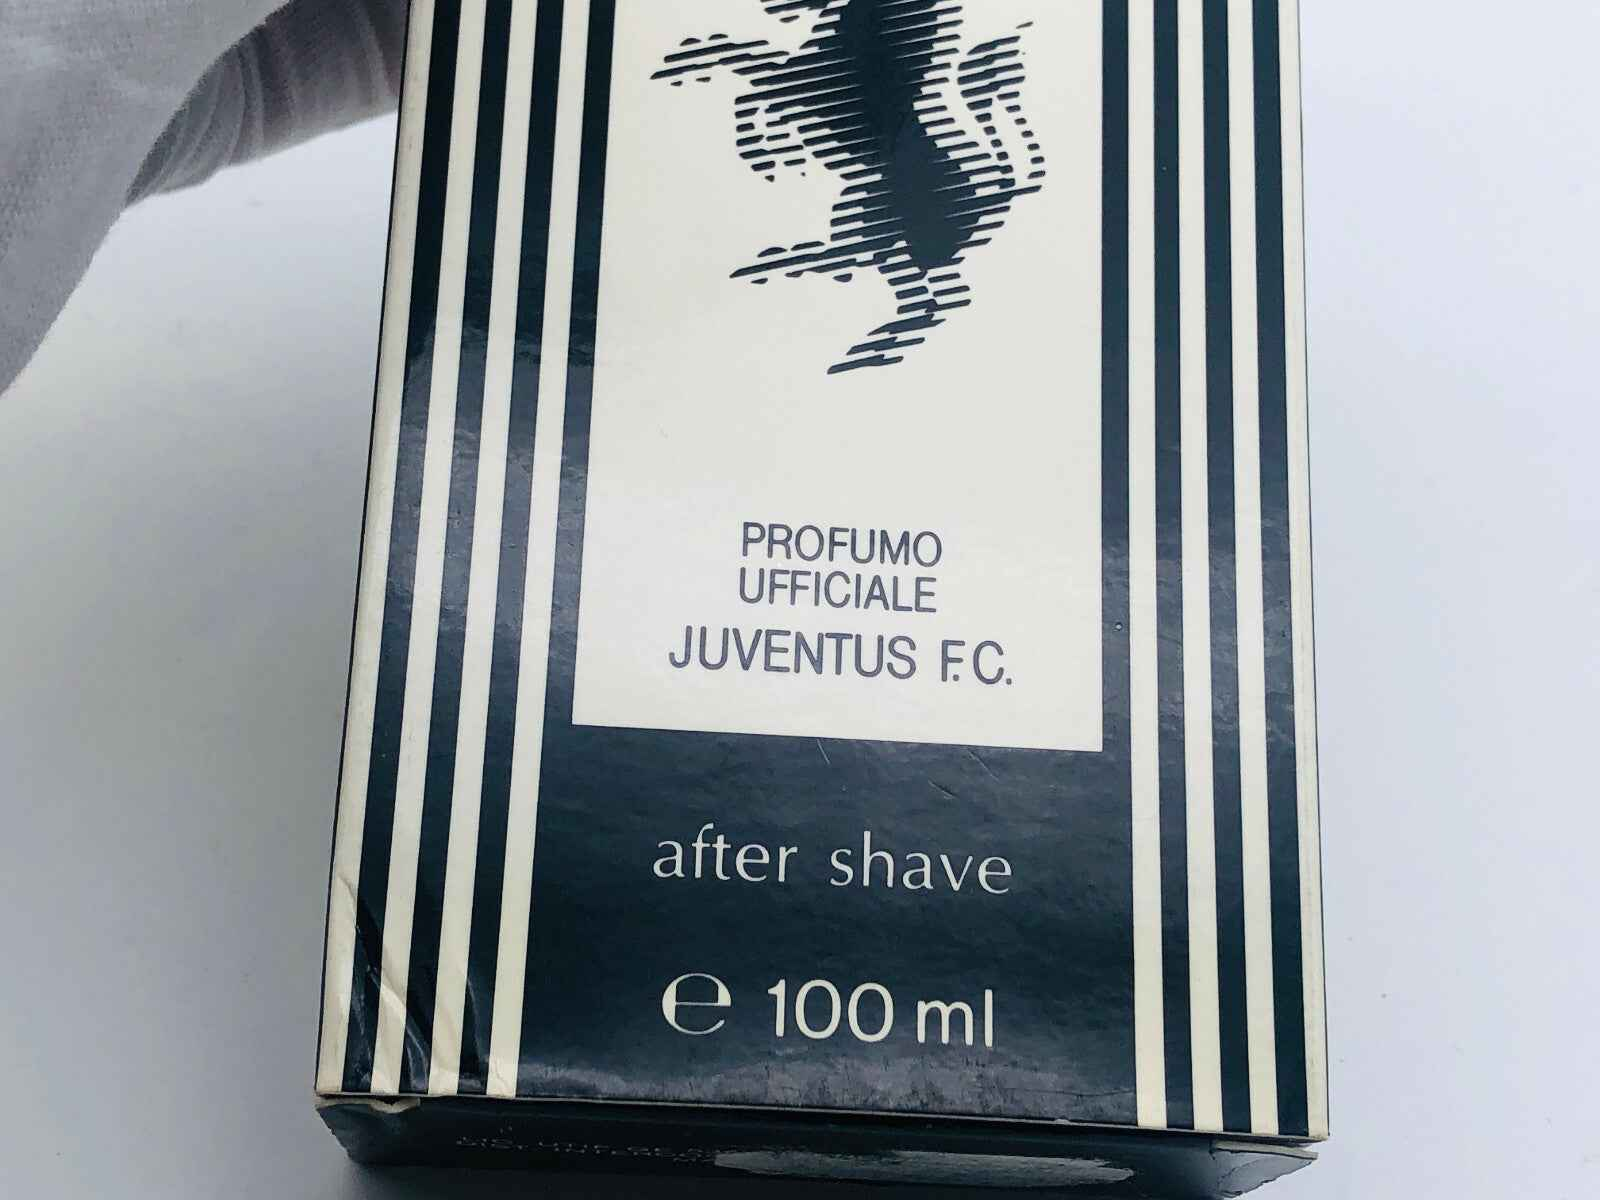 PROFUMO
UFFICIALE
JUVENTUS F.C.
after shave
e 100 ml